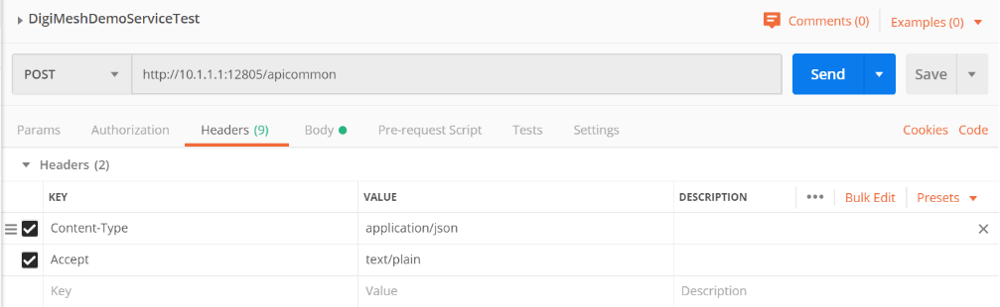 DigiMeshDemoServiceTest Comments (0) Examples (0)
POST http://10.1.1.1:12805/apicommon Send Save
Params Authorization Headers (9) Body Pre-request Script Tests Settings Cookies Code
Headers (2)
KEY VALUE DESCRIPTION ••• Bulk Edit Presets
Content-Type application/json
Accept text/plain
Key Value Description